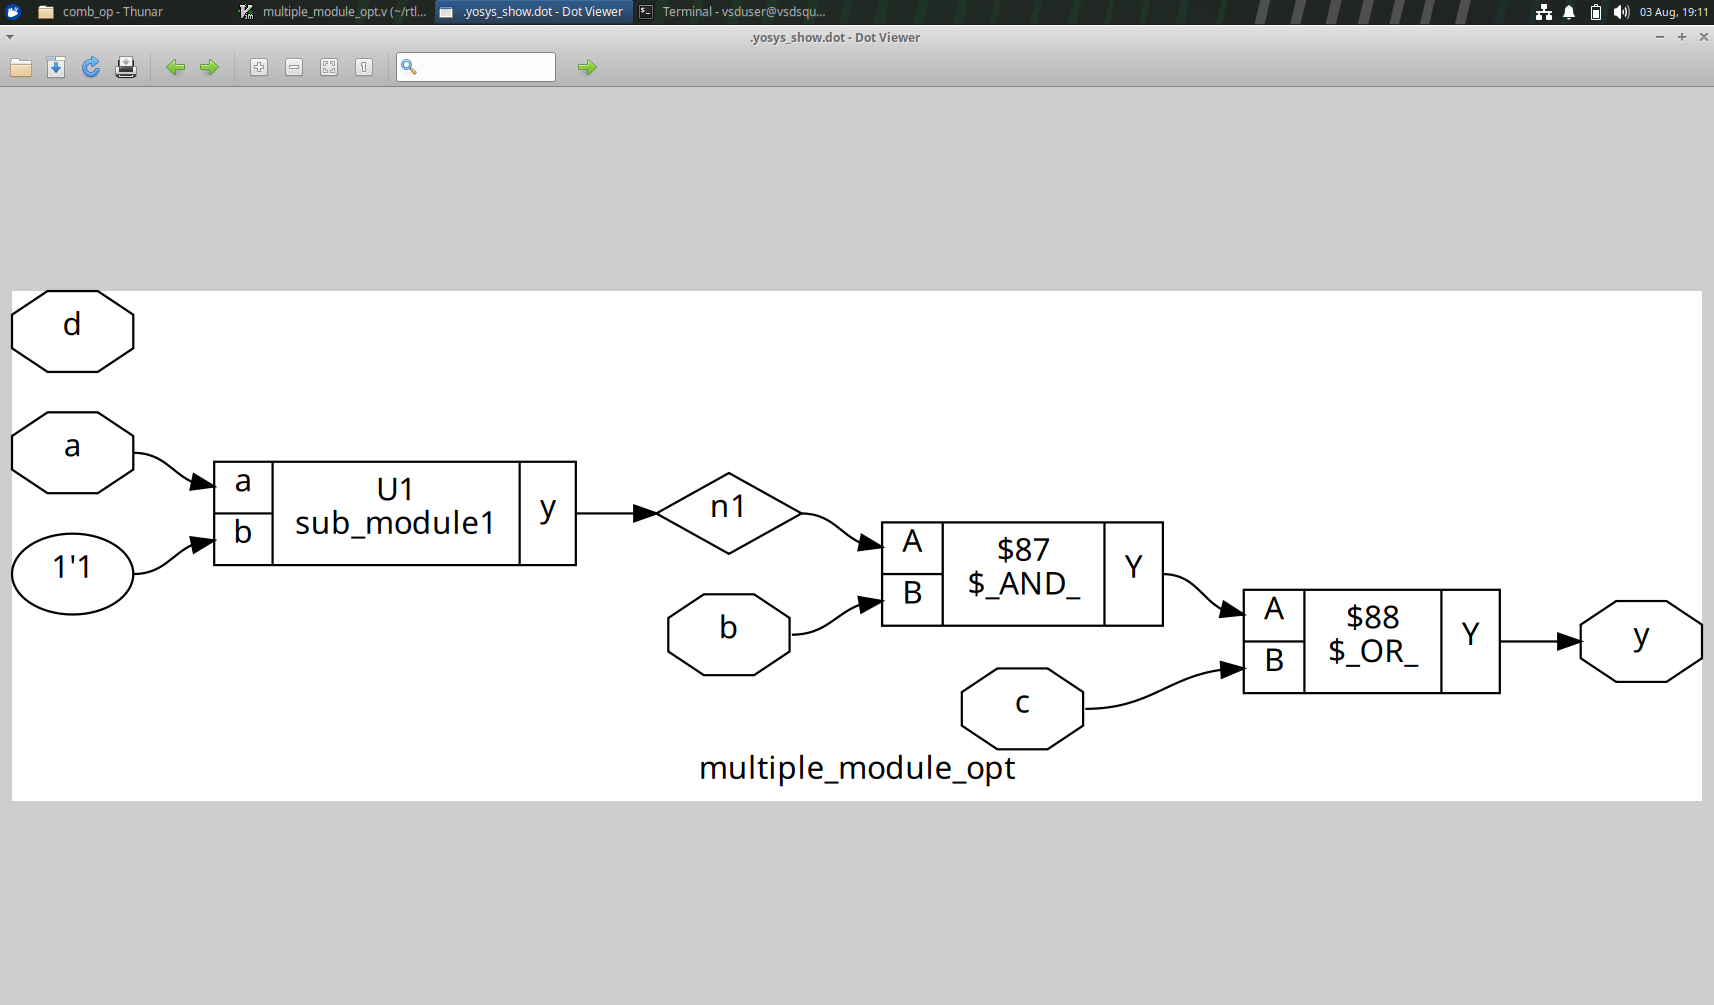 comb_op - Thunar
multiple_module_opt.v (~/rtl...
.yosys_show.dot - Dot Viewer
Terminal - vsduser@vsdsqu...
03 Aug, 19:11
.yosys_show.dot - Dot Viewer
1
d
a
1'1
a
b
U1
sub_module1
y
n1
b
A
B
$87
$_AND_
Y
c
A
B
$88
$_OR_
Y
y
multiple_module_opt